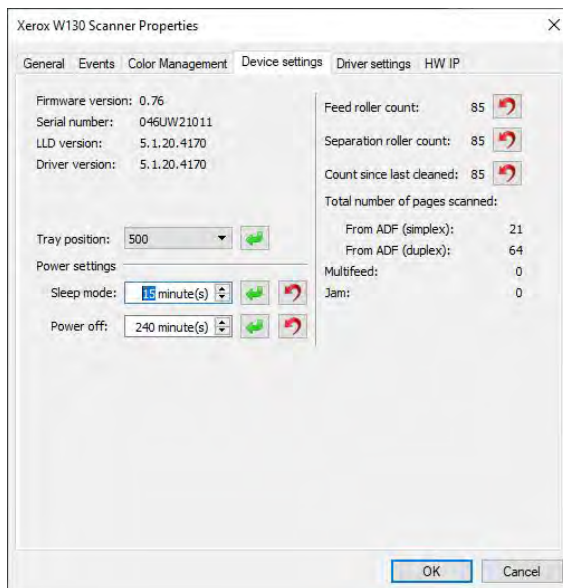 Xerox W130 Scanner Properties
General Events Color Management Device settings Driver settings HW IP
Firmware version: 0.76
Serial number: 046UW21011
LLD version: 5.1.20.4170
Driver version: 5.1.20.4170
Tray position: 500
Power settings
Sleep mode: 15 minute(s)
Power off: 240 minute(s)
Feed roller count: 85
Separation roller count: 85
Count since last cleaned: 85
Total number of pages scanned:
From ADF (simplex): 21
From ADF (duplex): 64
Multifeed: 0
Jam: 0
OK Cancel